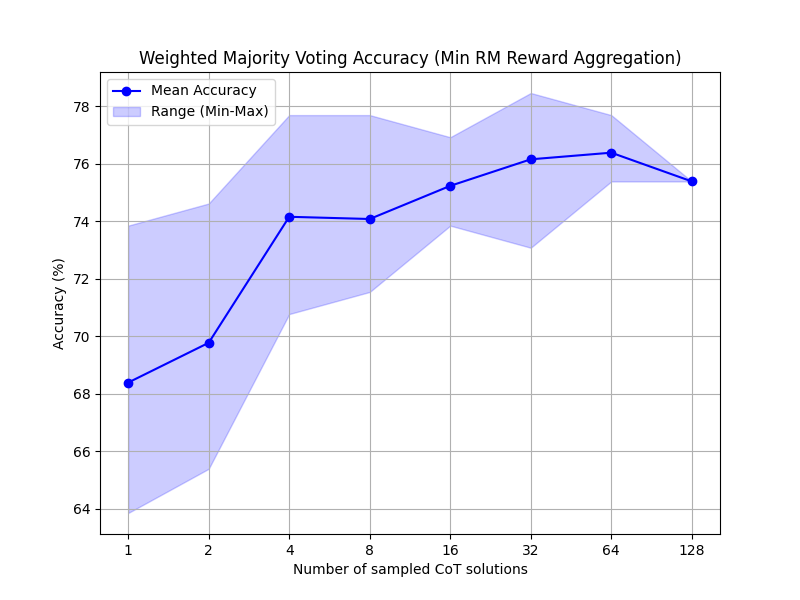 Weighted Majority Voting Accuracy (Min RM Reward Aggregation)
Mean Accuracy
Range (Min-Max)
Accuracy (%)
78
76
74
72
70
68
66
64
1 2 4 8 16 32 64 128
Number of sampled CoT solutions